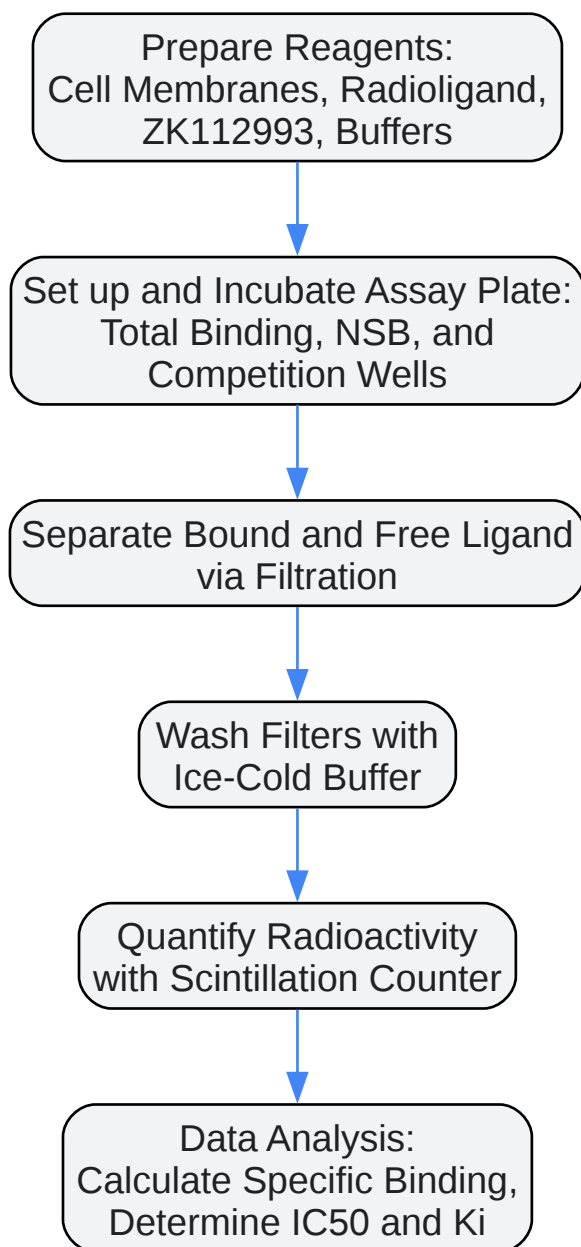 Prepare Reagents:
Cell Membranes, Radioligand,
ZK112993, Buffers
Set up and Incubate Assay Plate:
Total Binding, NSB, and
Competition Wells
Separate Bound and Free Ligand
via Filtration
Wash Filters with
Ice-Cold Buffer
Quantify Radioactivity
with Scintillation Counter
Data Analysis:
Calculate Specific Binding,
Determine IC50 and Ki